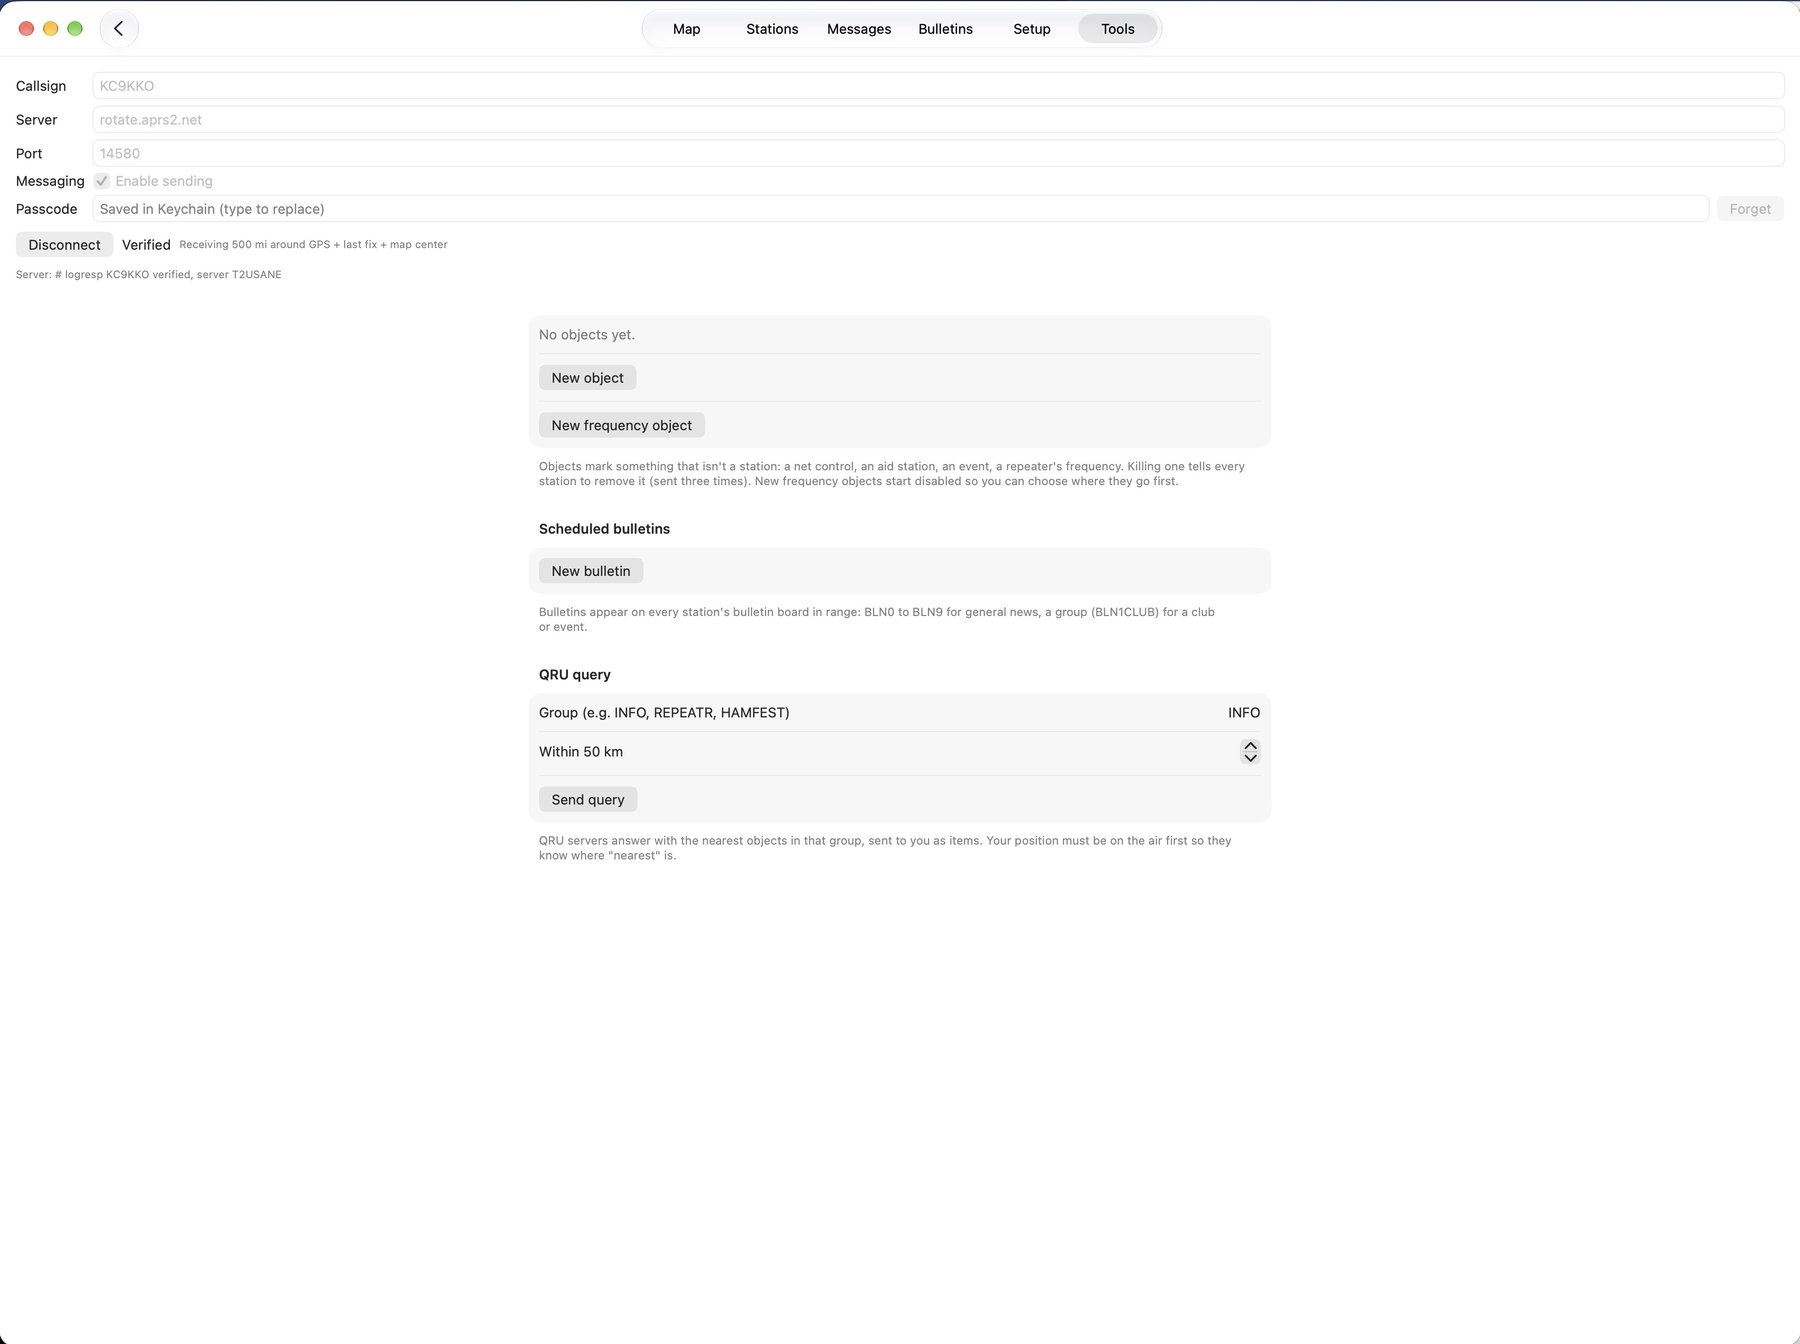 Map Stations Messages Bulletins Setup Tools
Callsign KC9KKO
Server rotate.aprs2.net
Port 14580
Messaging Enable sending
Passcode Saved in Keychain (type to replace) Forget
Disconnect Verified Receiving 500 mi around GPS + last fix + map center
Server: # logresp KC9KKO verified, server T2USANE
No objects yet.
New object
New frequency object
Objects mark something that isn't a station: a net control, an aid station, an event, a repeater's frequency. Killing one tells every
station to remove it (sent three times). New frequency objects start disabled so you can choose where they go first.
Scheduled bulletins
New bulletin
Bulletins appear on every station's bulletin board in range: BLN0 to BLN9 for general news, a group (BLN1CLUB) for a club
or event.
QRU query
Group (e.g. INFO, REPEATR, HAMFEST) INFO
Within 50 km
Send query
QRU servers answer with the nearest objects in that group, sent to you as items. Your position must be on the air first so they
know where "nearest" is.